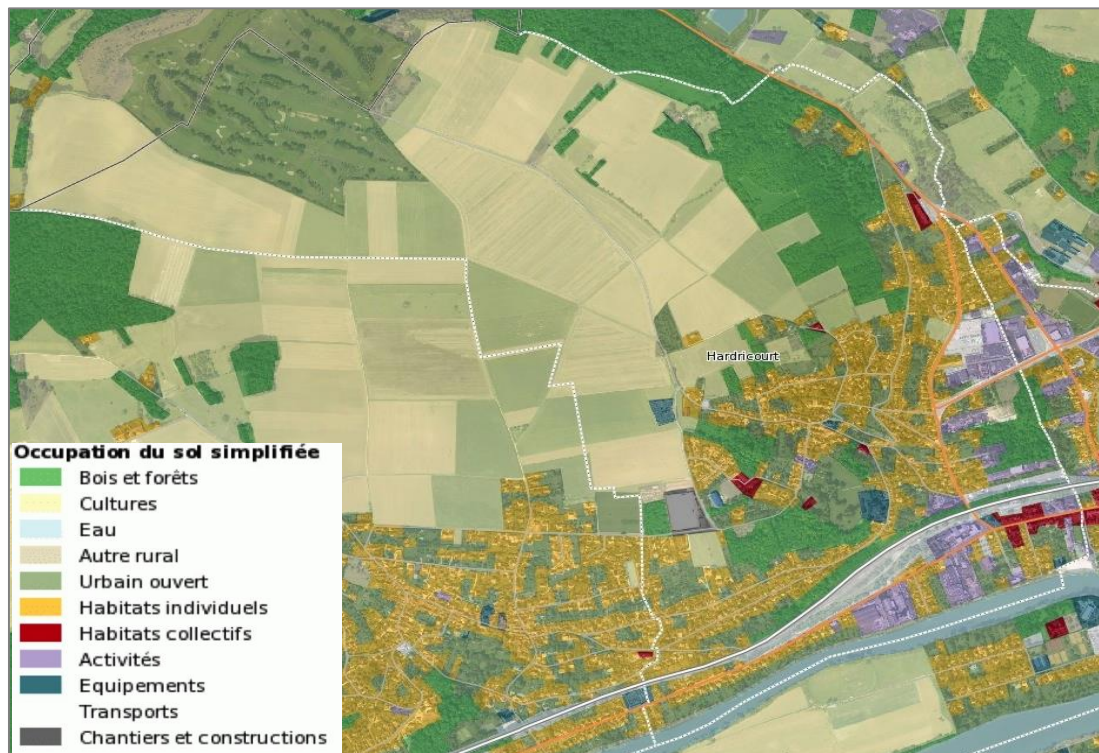 Hardricourt
Occupation du sol simplifiée
Bois et forêts
Cultures
Eau
Autre rural
Urbain ouvert
Habitats individuels
Habitats collectifs
Activités
Equipements
Transports
Chantiers et constructions